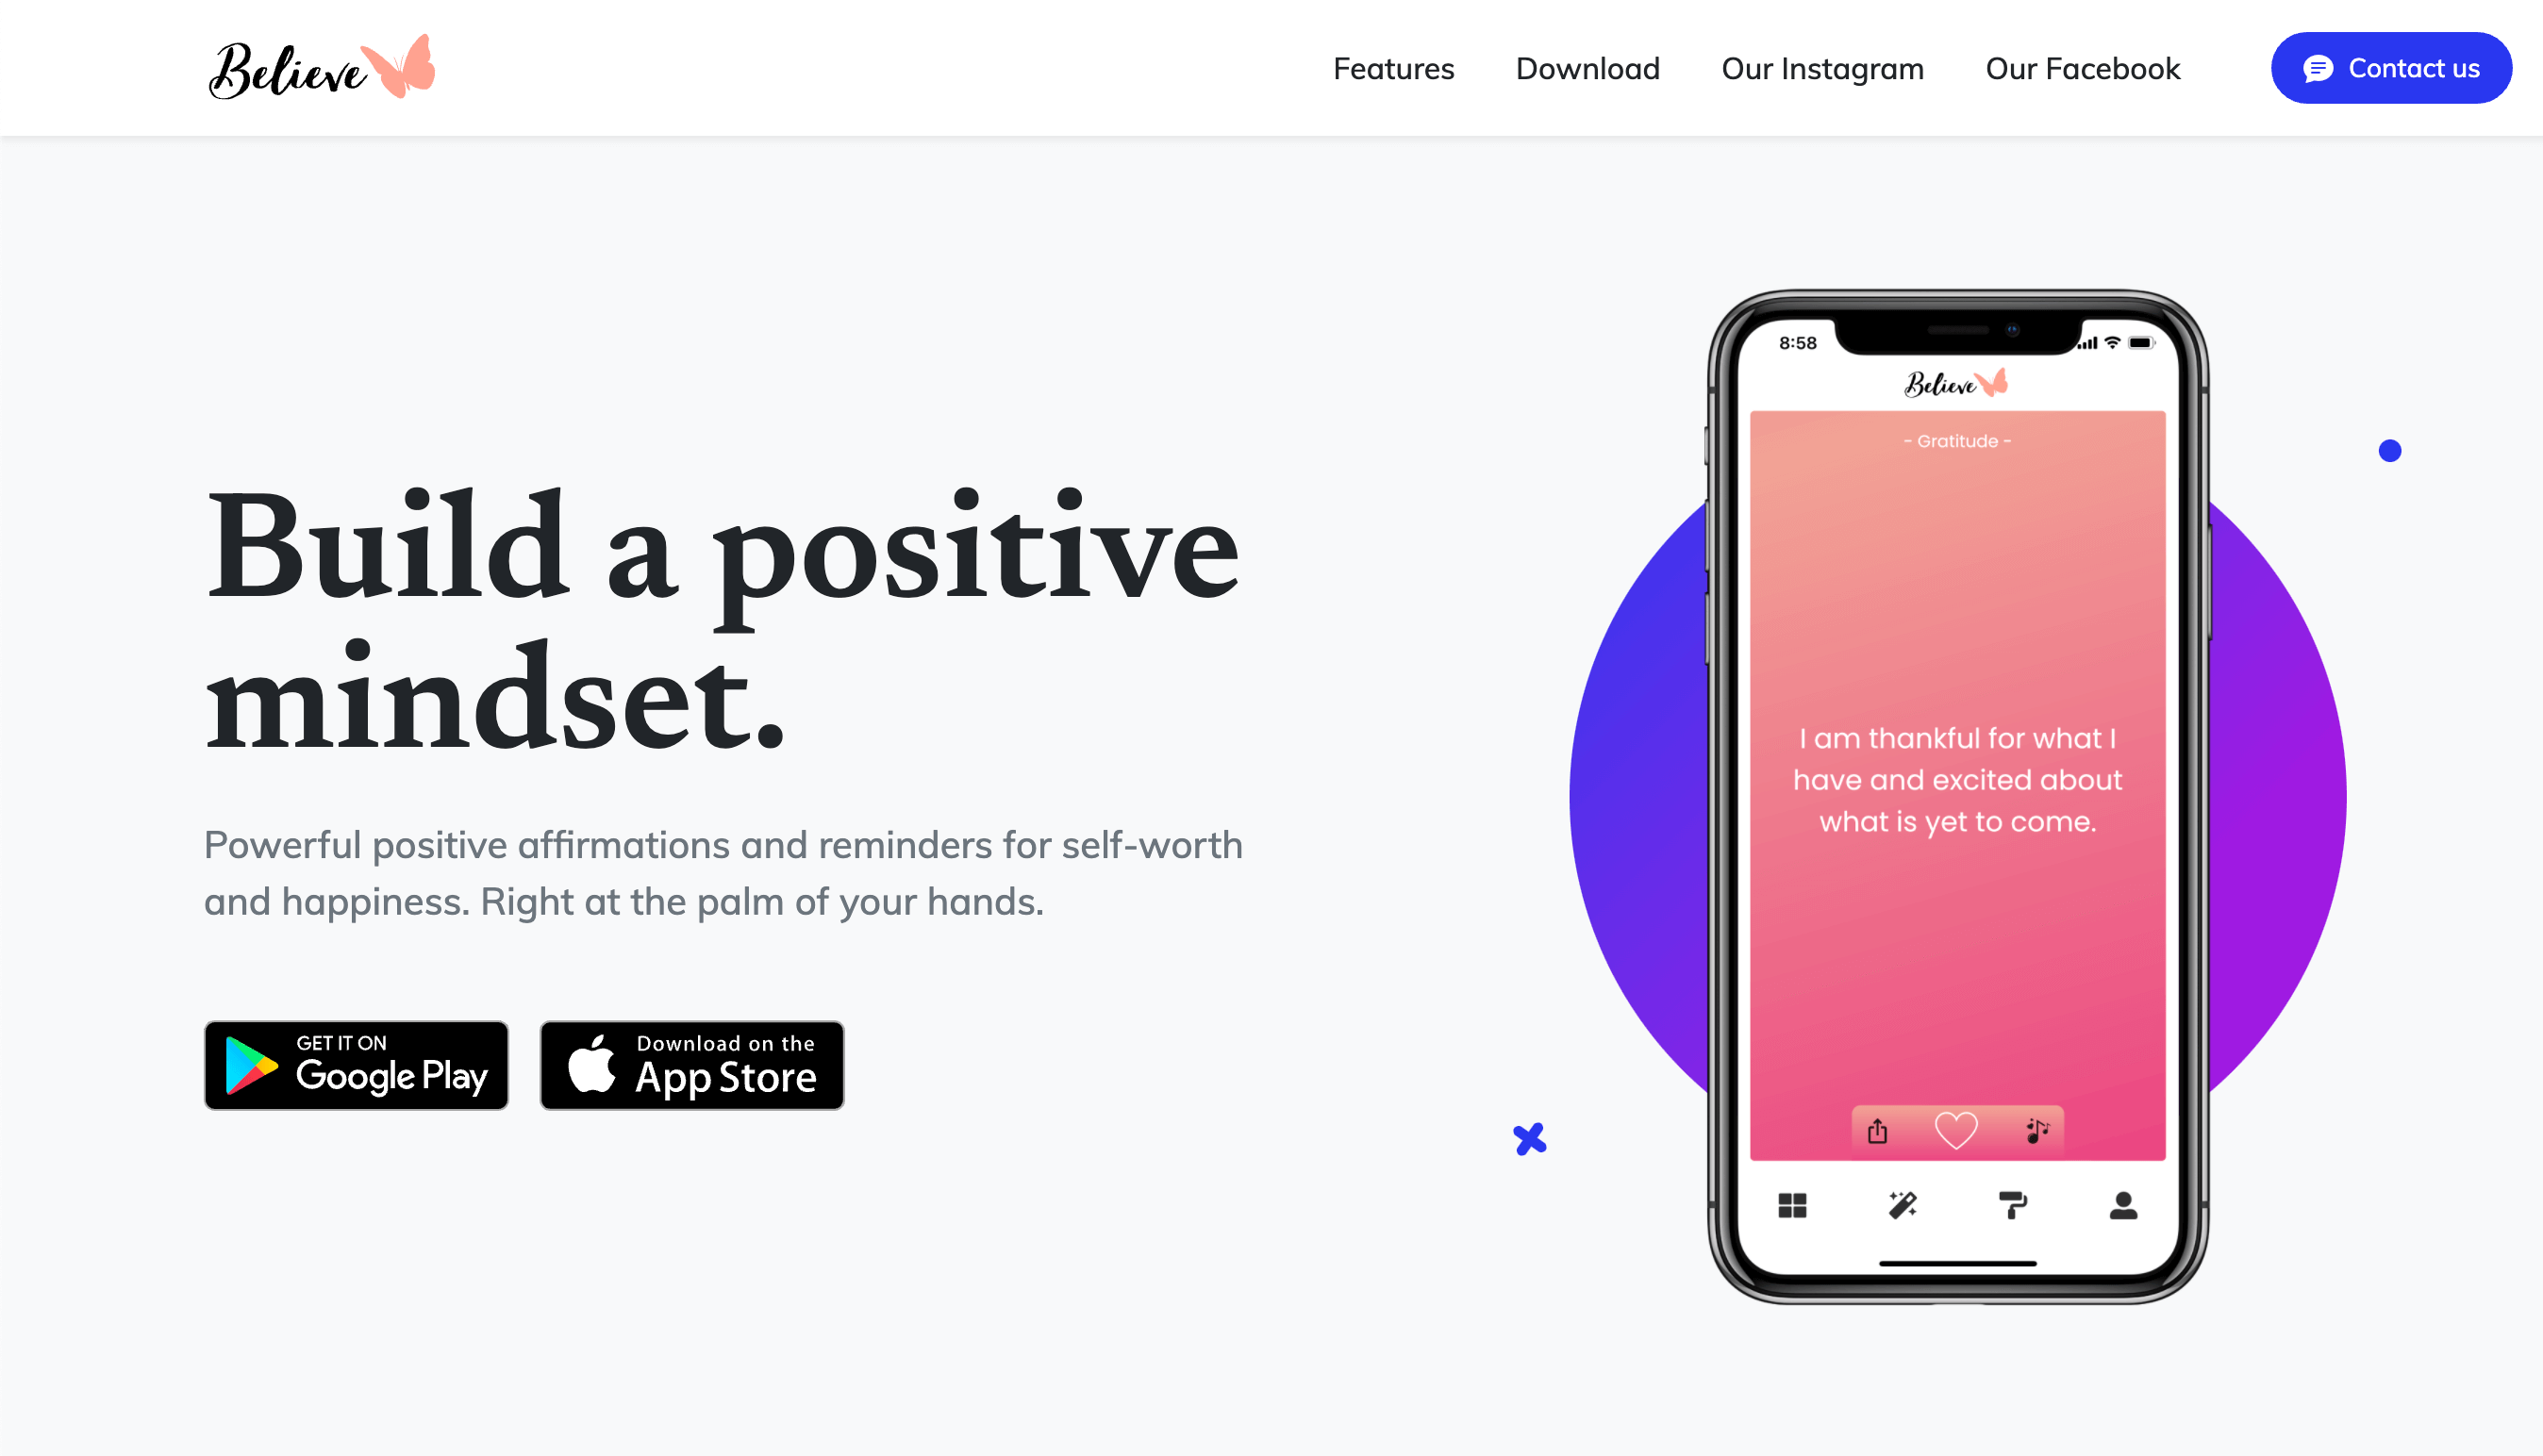 Believe
Features
Download
Our Instagram
Our Facebook
Contact us
Build a positive
mindset.
Powerful positive affirmations and reminders for self-worth
and happiness. Right at the palm of your hands.
GET IT ON
Google Play
Download on the
App Store
8:58
Believe
- Gratitude -
I am thankful for what I
have and excited about
what is yet to come.